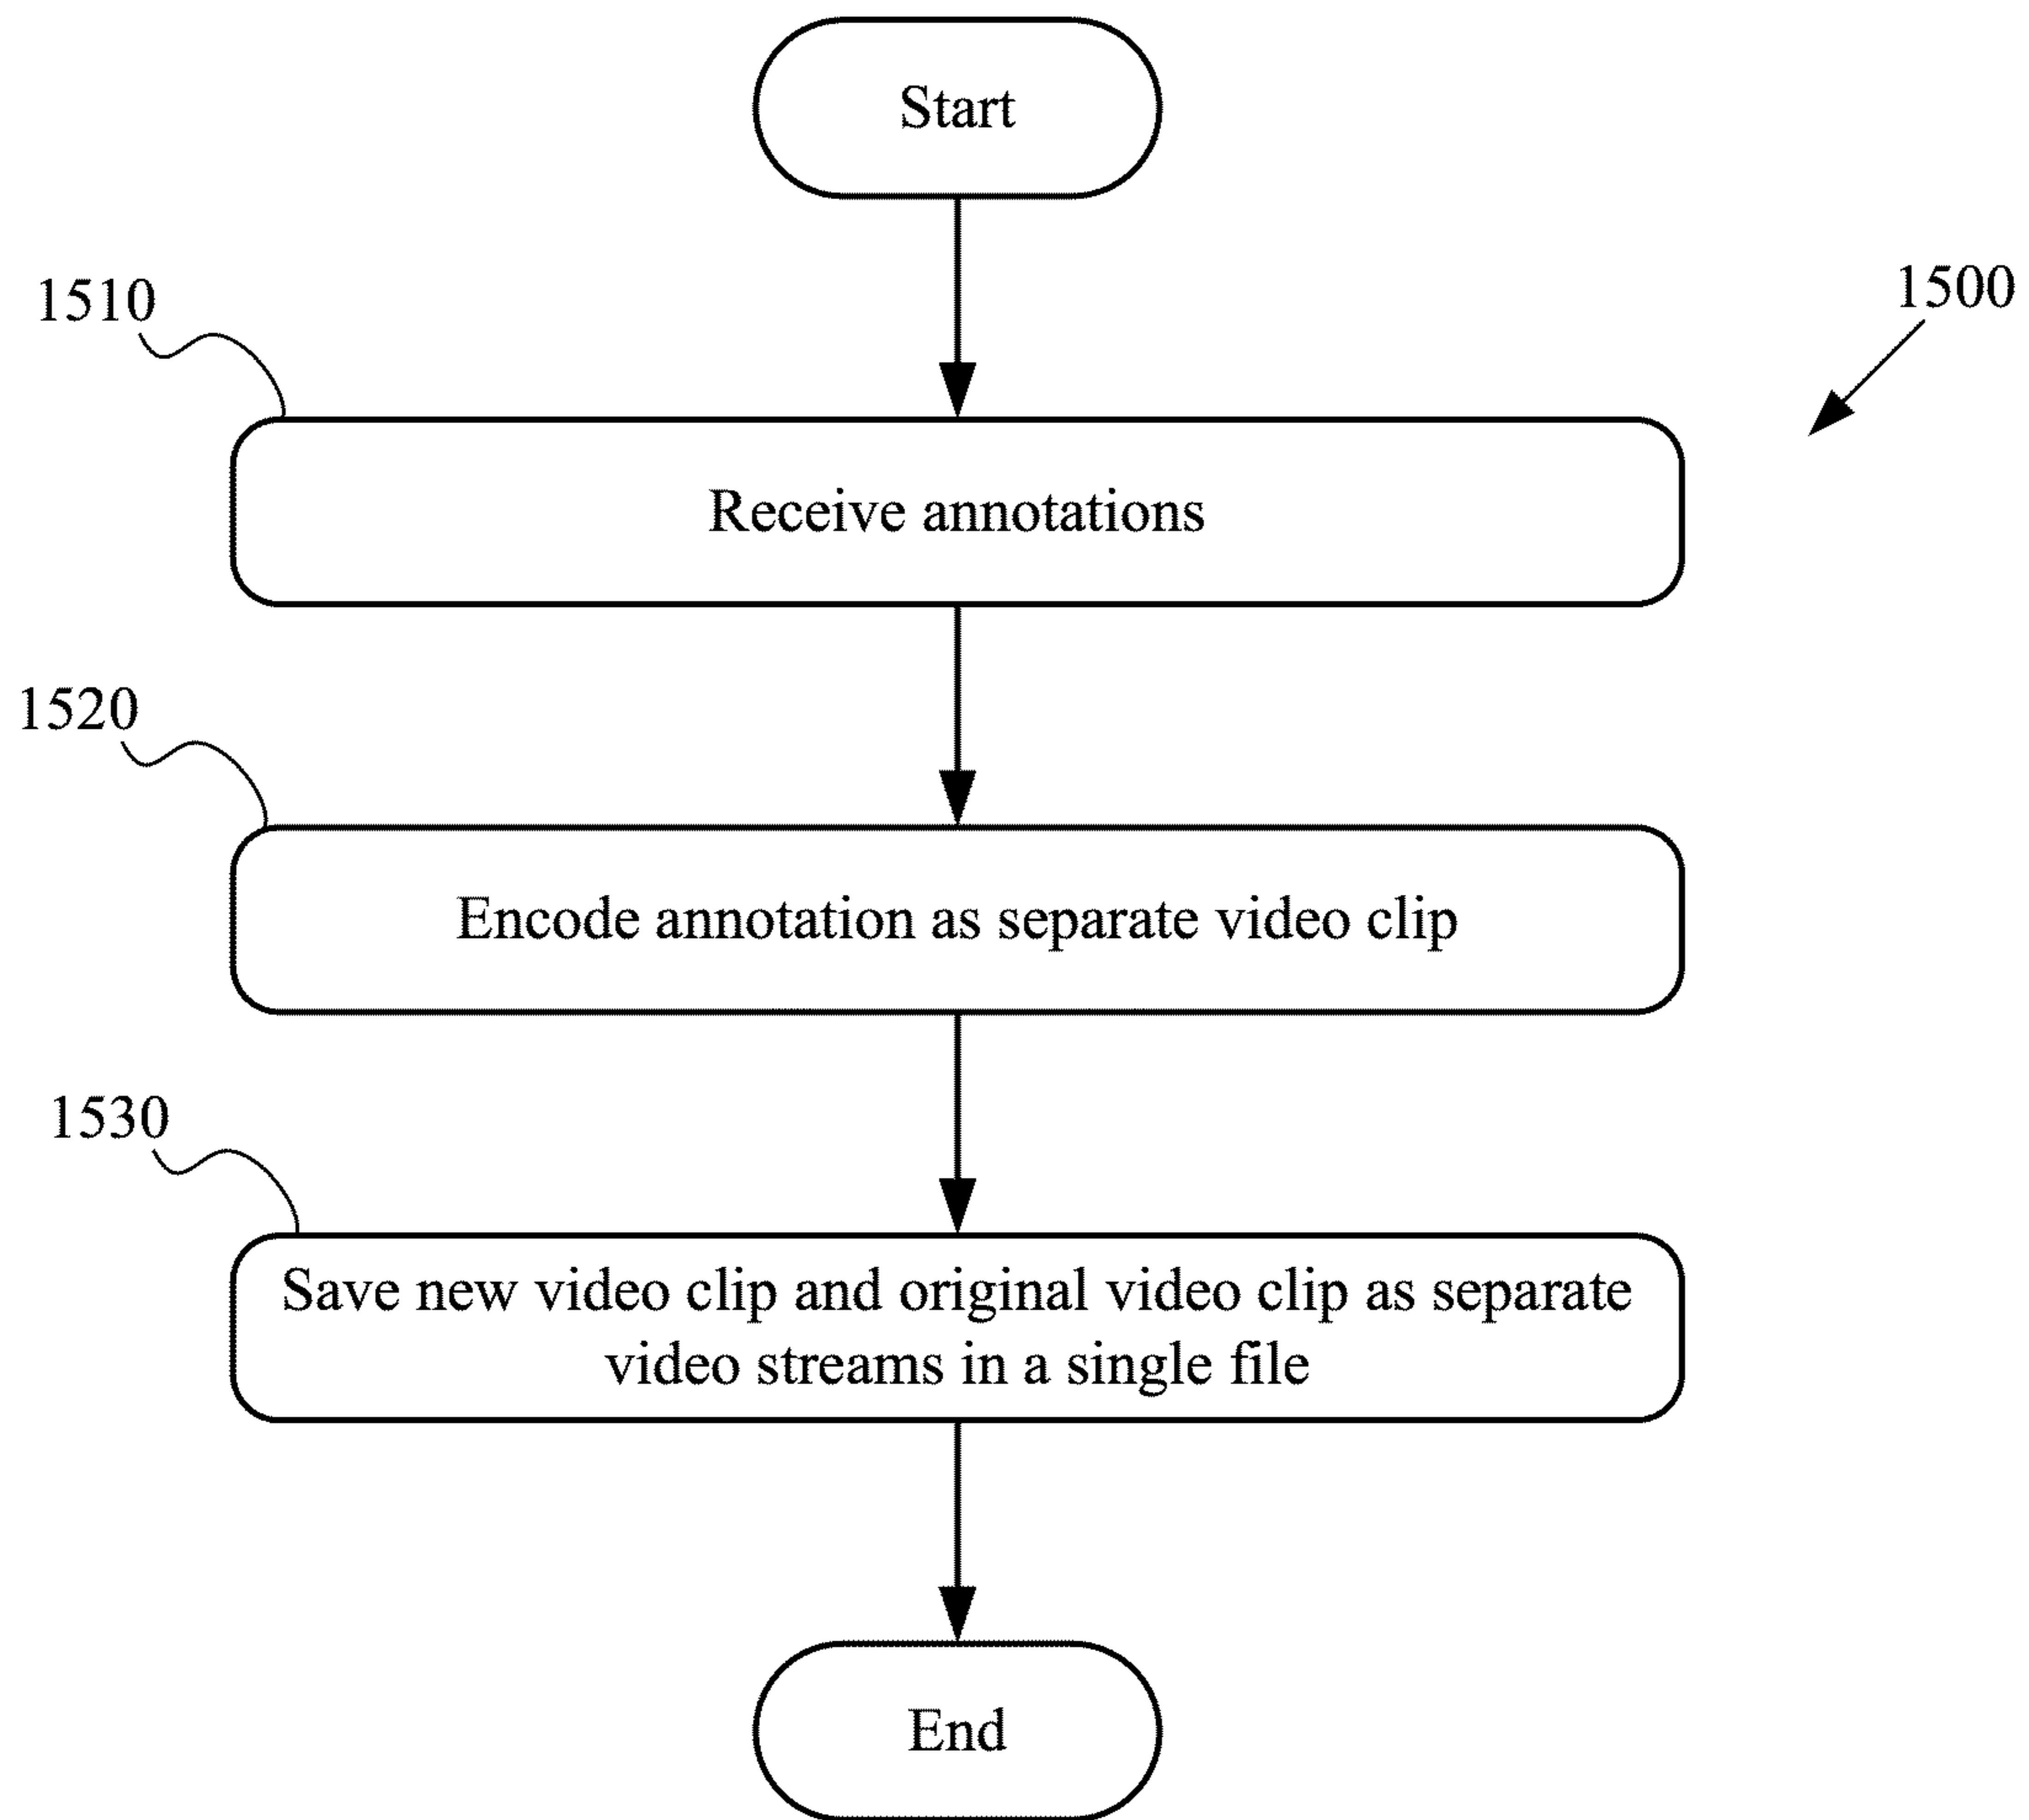 Start
1510
1500
Receive annotations
1520
Encode annotation as separate video clip
1530
Save new video clip and original video clip as separate
video streams in a single file
End